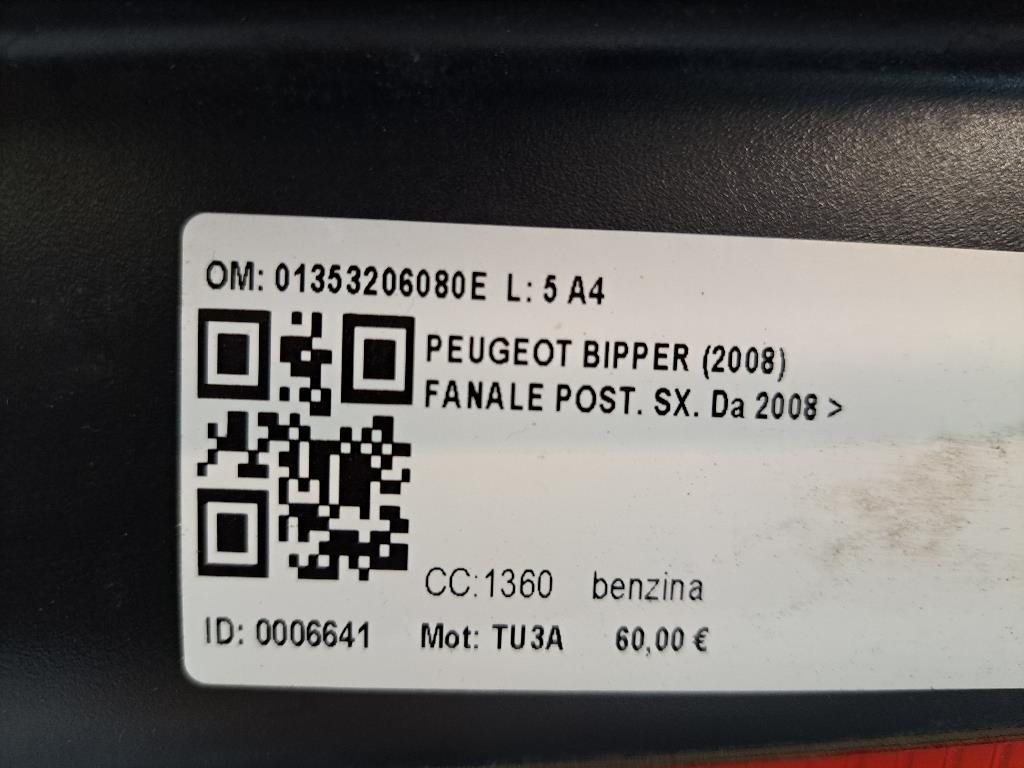 OM: 01353206080E L: 5 A4
PEUGEOT BIPPER (2008)
FANALE POST. SX. Da 2008 >
CC:1360 benzina
ID: 0006641 Mot: TU3A 60,00 €